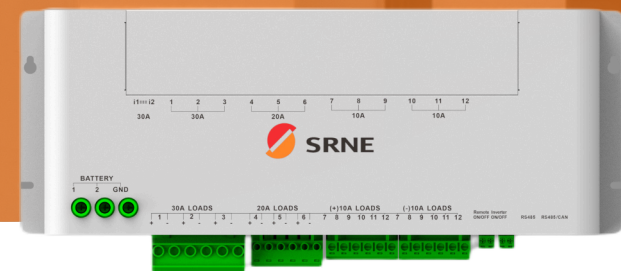 i1 i2 1 2 3 4 5 6 7 8 9 10 11 12
30A 30A 20A 10A 10A
SRNE
BATTERY
1 2 GND
30A LOADS 20A LOADS (+)10A LOADS (-)10A LOADS Remote ON/OFF Inverter ON/OFF RS485 RS485/CAN
1 2 3 4 5 6 7 8 9 10 11 12 7 8 9 10 11 12
+ - + - + - + - + - + -